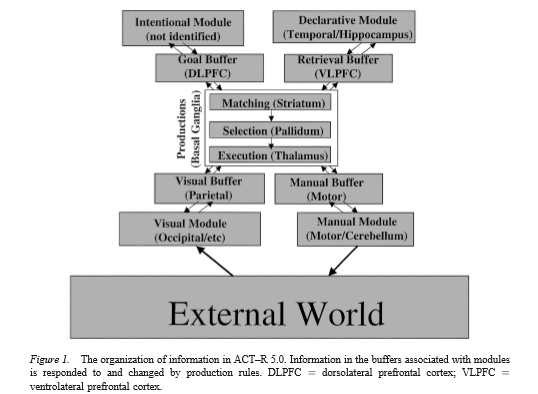 Intentional Module
(not identified)
Declarative Module
(Temporal/Hippocampus)
Goal Buffer
(DLPFC)
Retrieval Buffer
(VLPFC)
Productions
(Basal Ganglia)
Matching (Striatum)
Selection (Pallidum)
Execution (Thalamus)
Visual Buffer
(Parietal)
Manual Buffer
(Motor)
Visual Module
(Occipital/etc)
Manual Module
(Motor/Cerebellum)
External World
Figure 1. The organization of information in ACT–R 5.0. Information in the buffers associated with modules
is responded to and changed by production rules. DLPFC = dorsolateral prefrontal cortex; VLPFC =
ventrolateral prefrontal cortex.